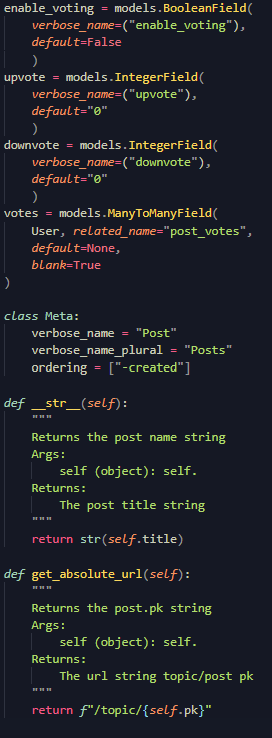 enable_voting = models.BooleanField(
    verbose_name=("enable_voting"),
    default=False
    )
upvote = models.IntegerField(
    verbose_name=("upvote"),
    default="0"
    )
downvote = models.IntegerField(
    verbose_name=("downvote"),
    default="0"
    )
votes = models.ManyToManyField(
    User, related_name="post_votes",
    default=None,
    blank=True
)

class Meta:
    verbose_name = "Post"
    verbose_name_plural = "Posts"
    ordering = ["-created"]

def __str__(self):
    """
    Returns the post name string
    Args:
        self (object): self.
    Returns:
        The post title string
    """
    return str(self.title)

def get_absolute_url(self):
    """
    Returns the post.pk string
    Args:
        self (object): self.
    Returns:
        The url string topic/post pk
    """
    return f"/topic/{self.pk}"